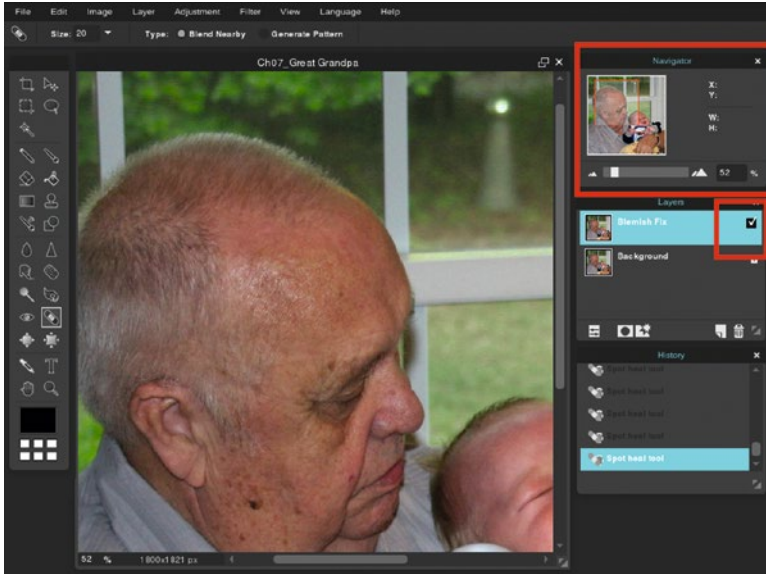 File Edit Image Layer Adjustment Filter View Language Help
Size: 20 Type: Blend Nearby Generate Pattern
Ch07_Great Grandpa
Navigator
X:
Y:
W:
H:
52 %
Layers
Blemish Fix
Background
History
Spot heal tool
Spot heal tool
Spot heal tool
Spot heal tool
Spot heal tool
52 % 1800x1821 px